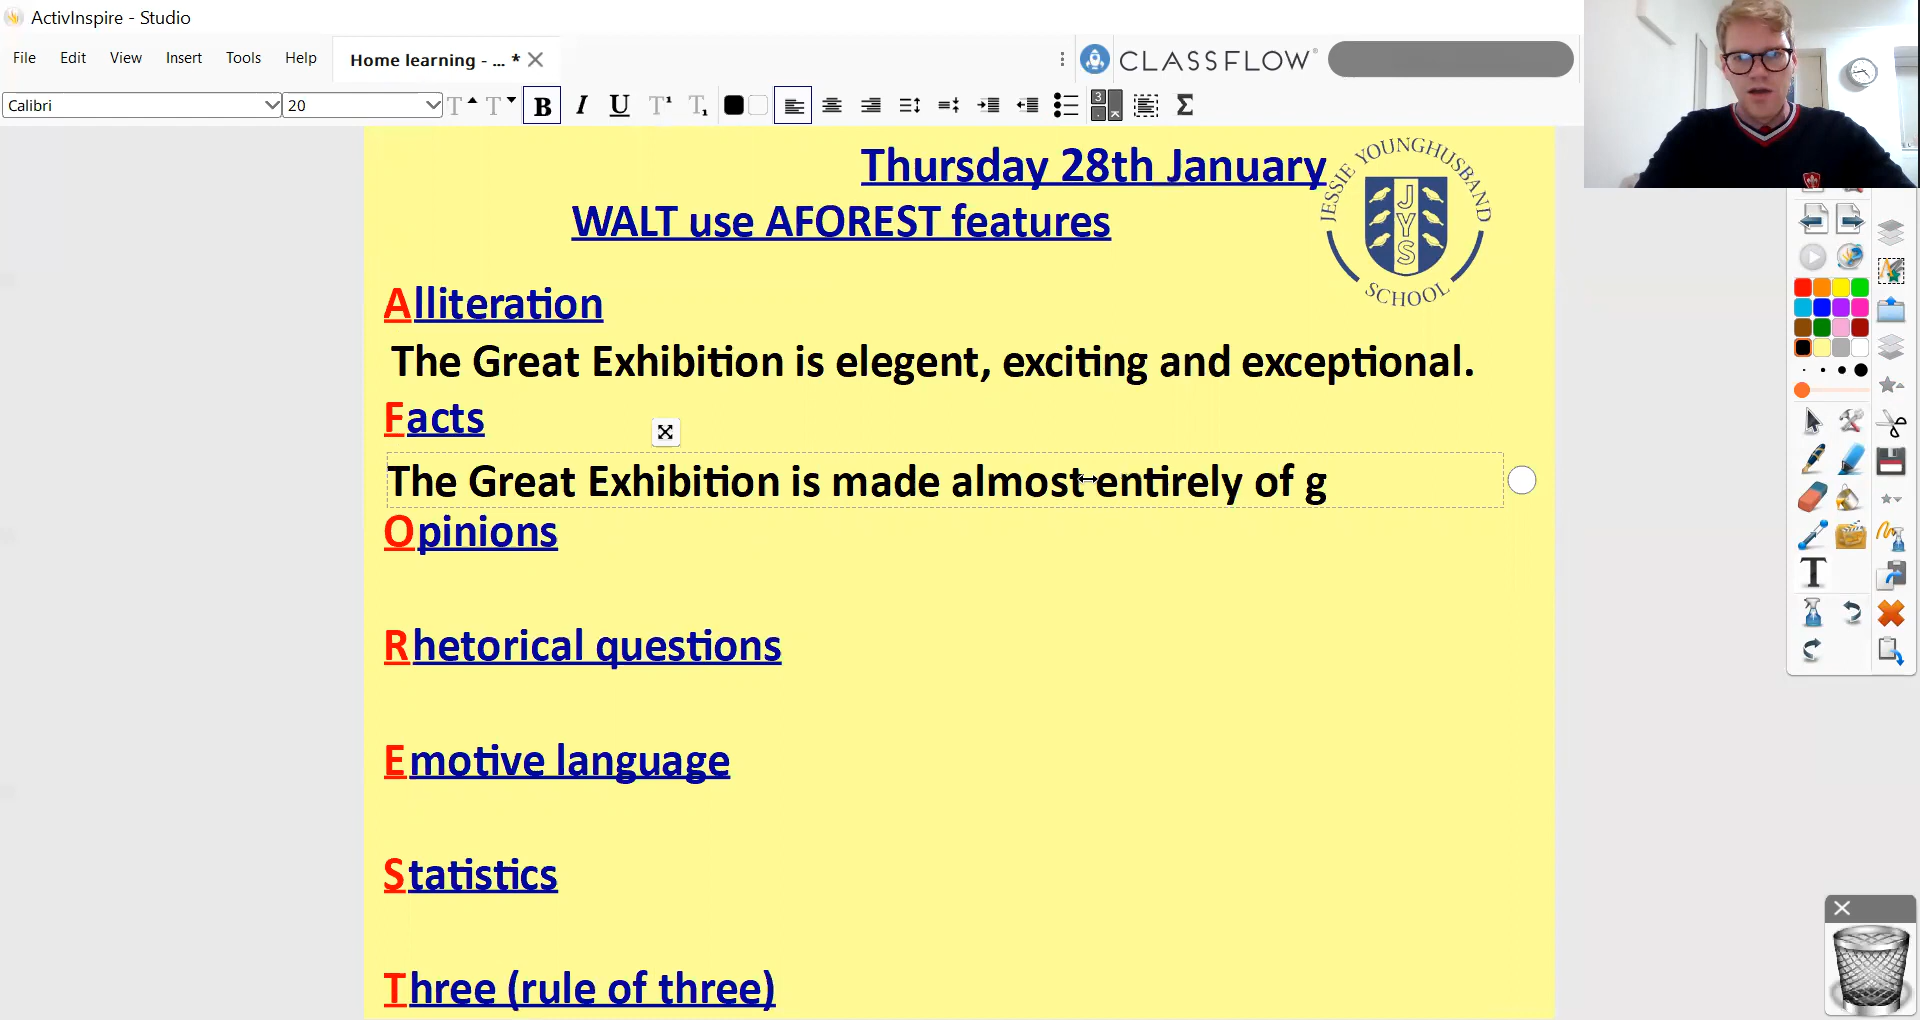 ActivInspire - Studio
File Edit View Insert Tools Help Home learning - ... * CLASSFLOW
Calibri 20 B I U
Thursday 28th January
WALT use AFOREST features
JESSIE YOUNGHUSBAND
JYS
SCHOOL
Alliteration
The Great Exhibition is elegent, exciting and exceptional.
Facts
The Great Exhibition is made almost entirely of g
Opinions
Rhetorical questions
Emotive language
Statistics
Three (rule of three)